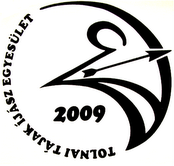 TOLNAI TÁJAK ÍJÁSZ EGYESÜLET
2009